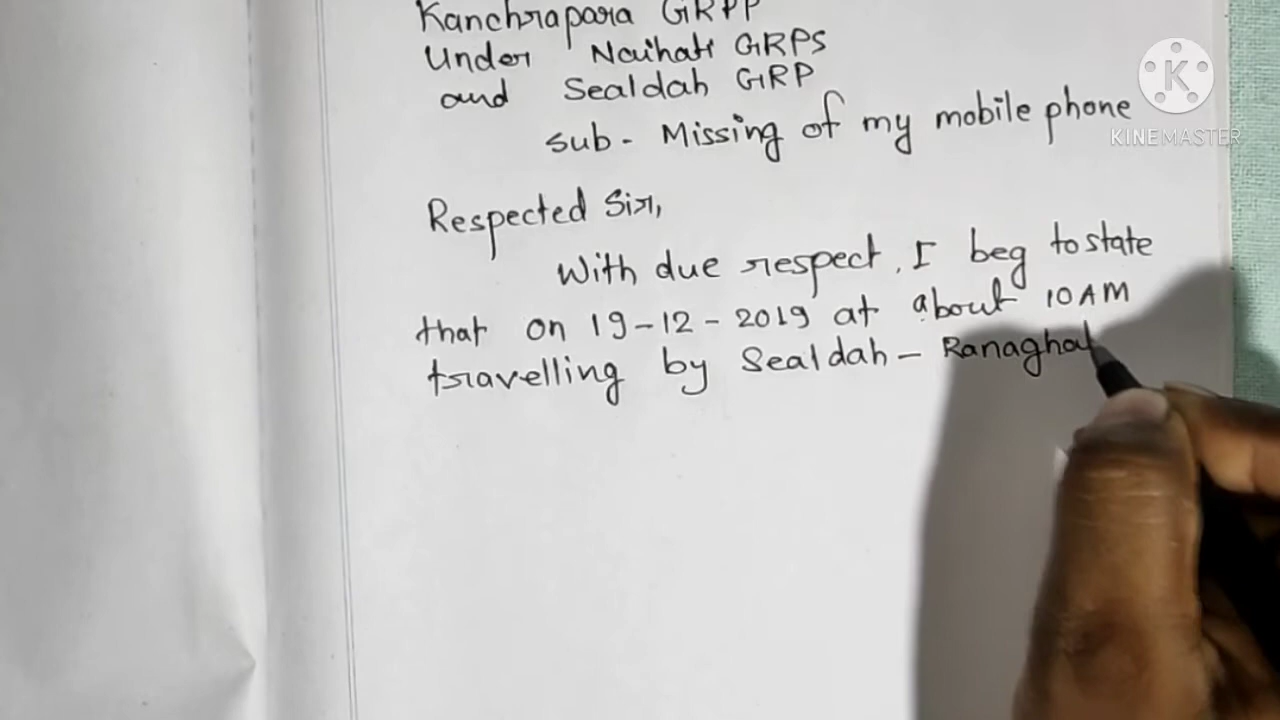 Kanchrapara GRPP
Under Naihati GRPS
and Sealdah GRP
Sub - Missing of my mobile phone
KINEMASTER
Respected Sir,
With due respect, I beg to state
that on 19-12-2019 at about 10AM
travelling by Sealdah - Ranaghat